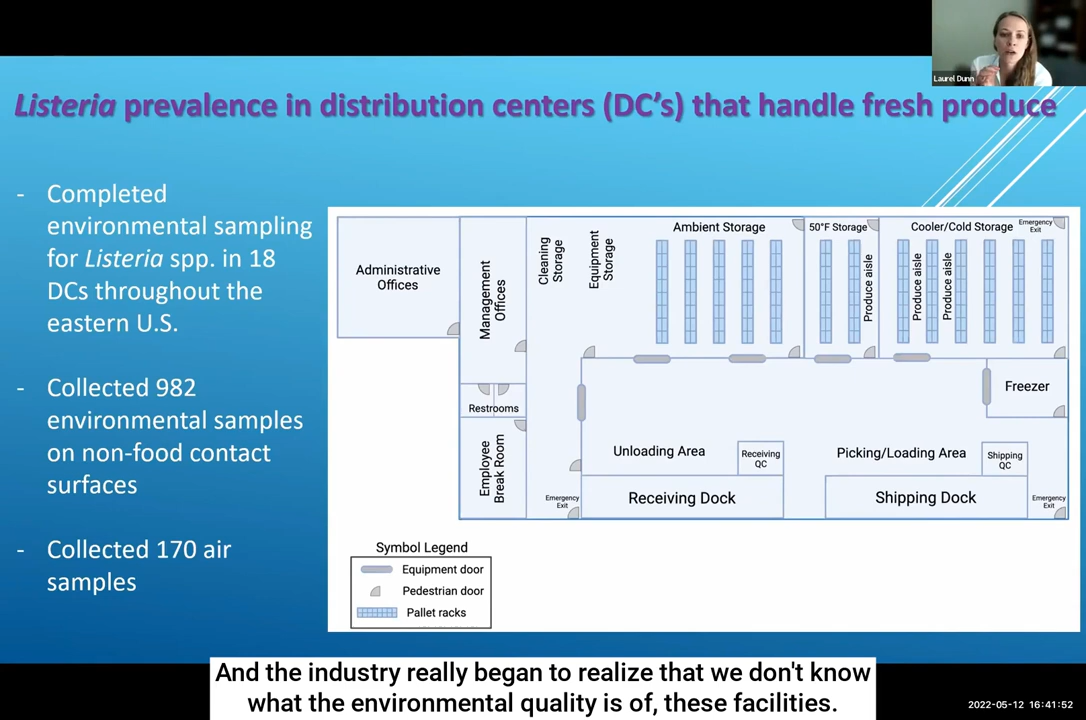 Laurel Dunn
Listeria prevalence in distribution centers (DC's) that handle fresh produce
- Completed
environmental sampling
for Listeria spp. in 18
DCs throughout the
eastern U.S.
- Collected 982
environmental samples
on non-food contact
surfaces
- Collected 170 air
samples
Administrative
Offices
Management
Offices
Restrooms
Employee
Break Room
Cleaning
Storage
Equipment
Storage
Ambient Storage
50°F Storage
Produce aisle
Cooler/Cold Storage
Emergency
Exit
Produce aisle
Produce aisle
Freezer
Unloading Area
Receiving
QC
Picking/Loading Area
Shipping
QC
Emergency
Exit
Receiving Dock
Shipping Dock
Emergency
Exit
Symbol Legend
Equipment door
Pedestrian door
Pallet racks
And the industry really began to realize that we don't know
what the environmental quality is of, these facilities.
2022-05-12 16:41:52